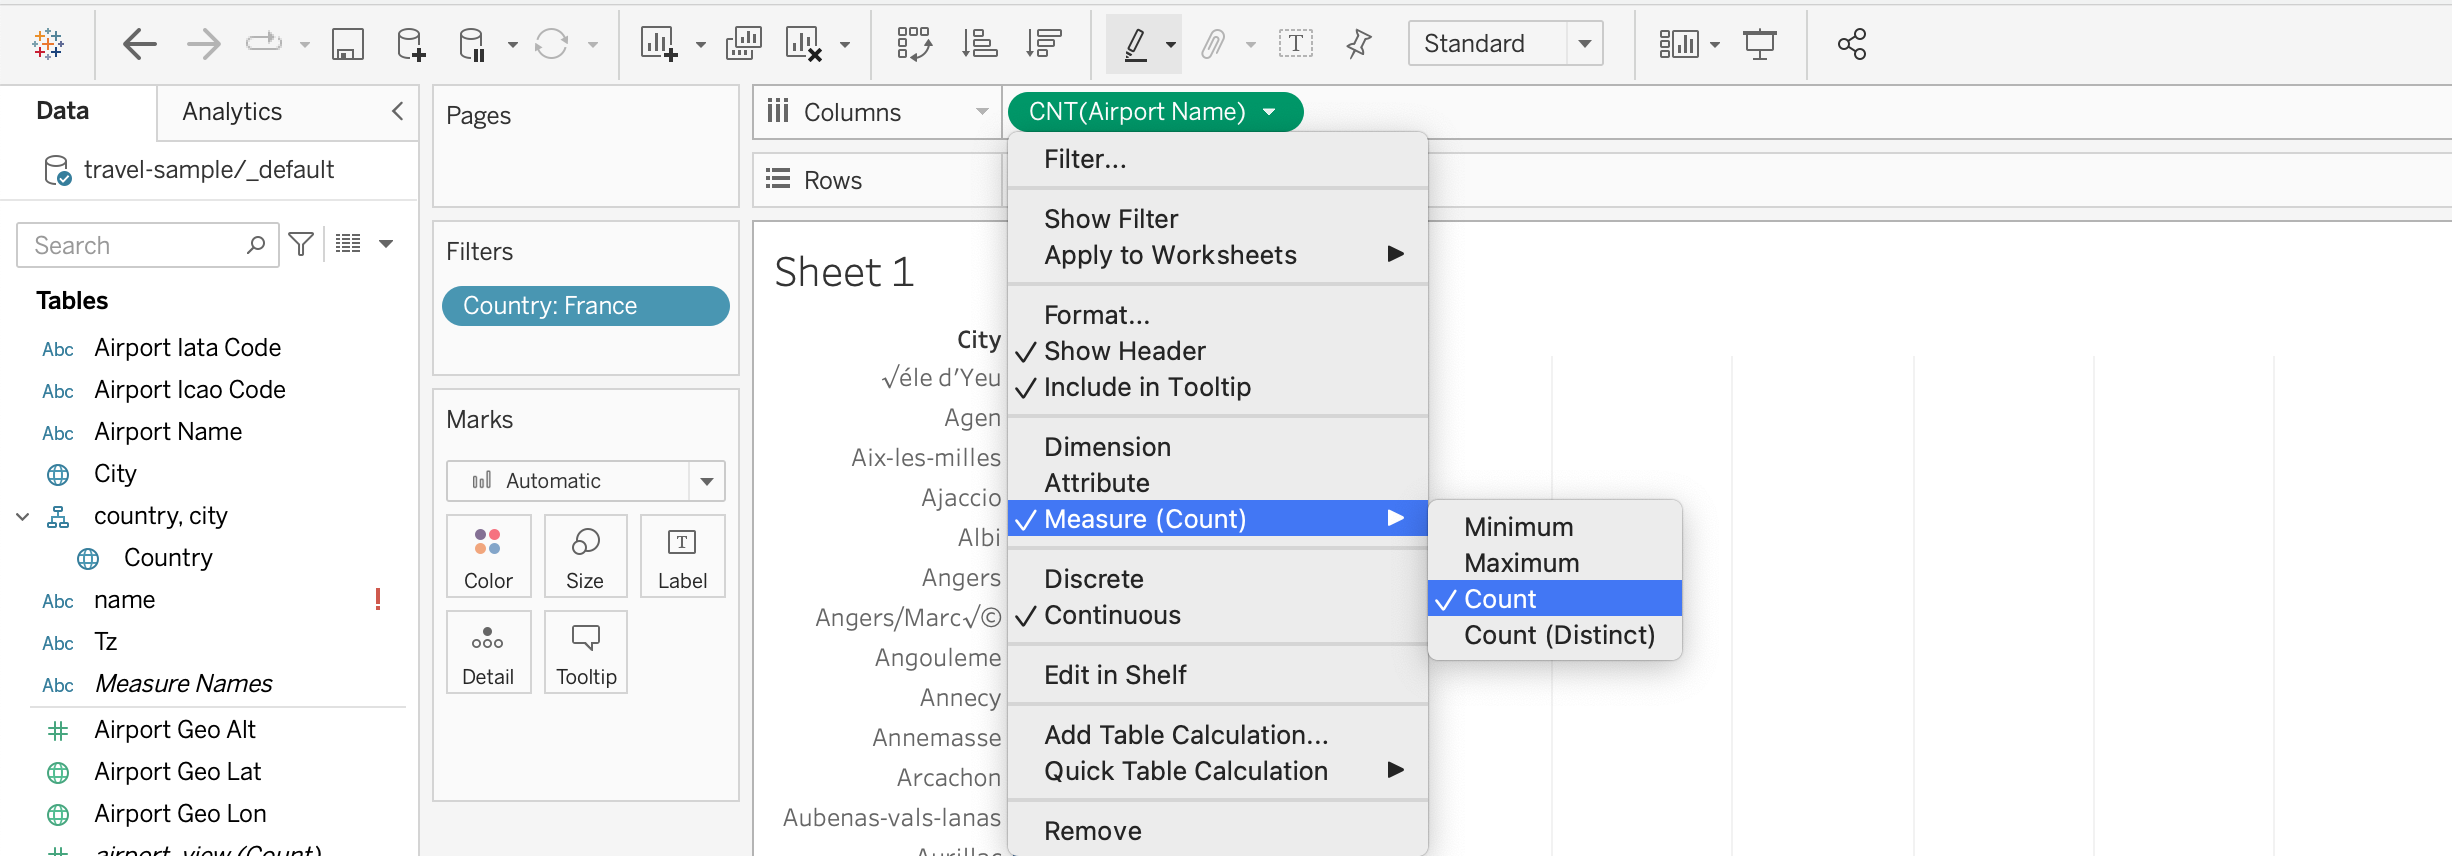 Standard
Data
Analytics
travel-sample/_default
Search
Tables
Abc Airport Iata Code
Abc Airport Icao Code
Abc Airport Name
City
country, city
Country
Abc name !
Abc Tz
Abc Measure Names
Airport Geo Alt
Airport Geo Lat
Airport Geo Lon
airport_view (Count)
Pages
Filters
Country: France
Marks
Automatic
Color
Size
T
Label
Detail
Tooltip
Columns
CNT(Airport Name)
Rows
Sheet 1
City
√éle d'Yeu
Agen
Aix-les-milles
Ajaccio
Albi
Angers
Angers/Marc√©
Angouleme
Annecy
Annemasse
Arcachon
Aubenas-vals-lanas
Aurillac
Filter...
Show Filter
Apply to Worksheets
Format...
Show Header
Include in Tooltip
Dimension
Attribute
Measure (Count)
Discrete
Continuous
Edit in Shelf
Add Table Calculation...
Quick Table Calculation
Remove
Minimum
Maximum
Count
Count (Distinct)